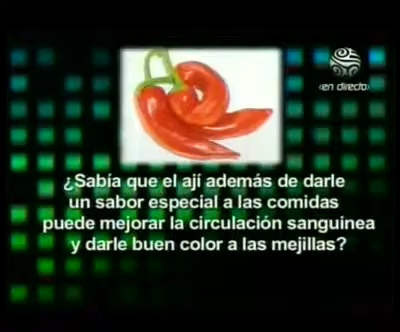 ‹en directo›
¿Sabía que el ají además de darle
un sabor especial a las comidas
puede mejorar la circulación sanguinea
y darle buen color a las mejillas?